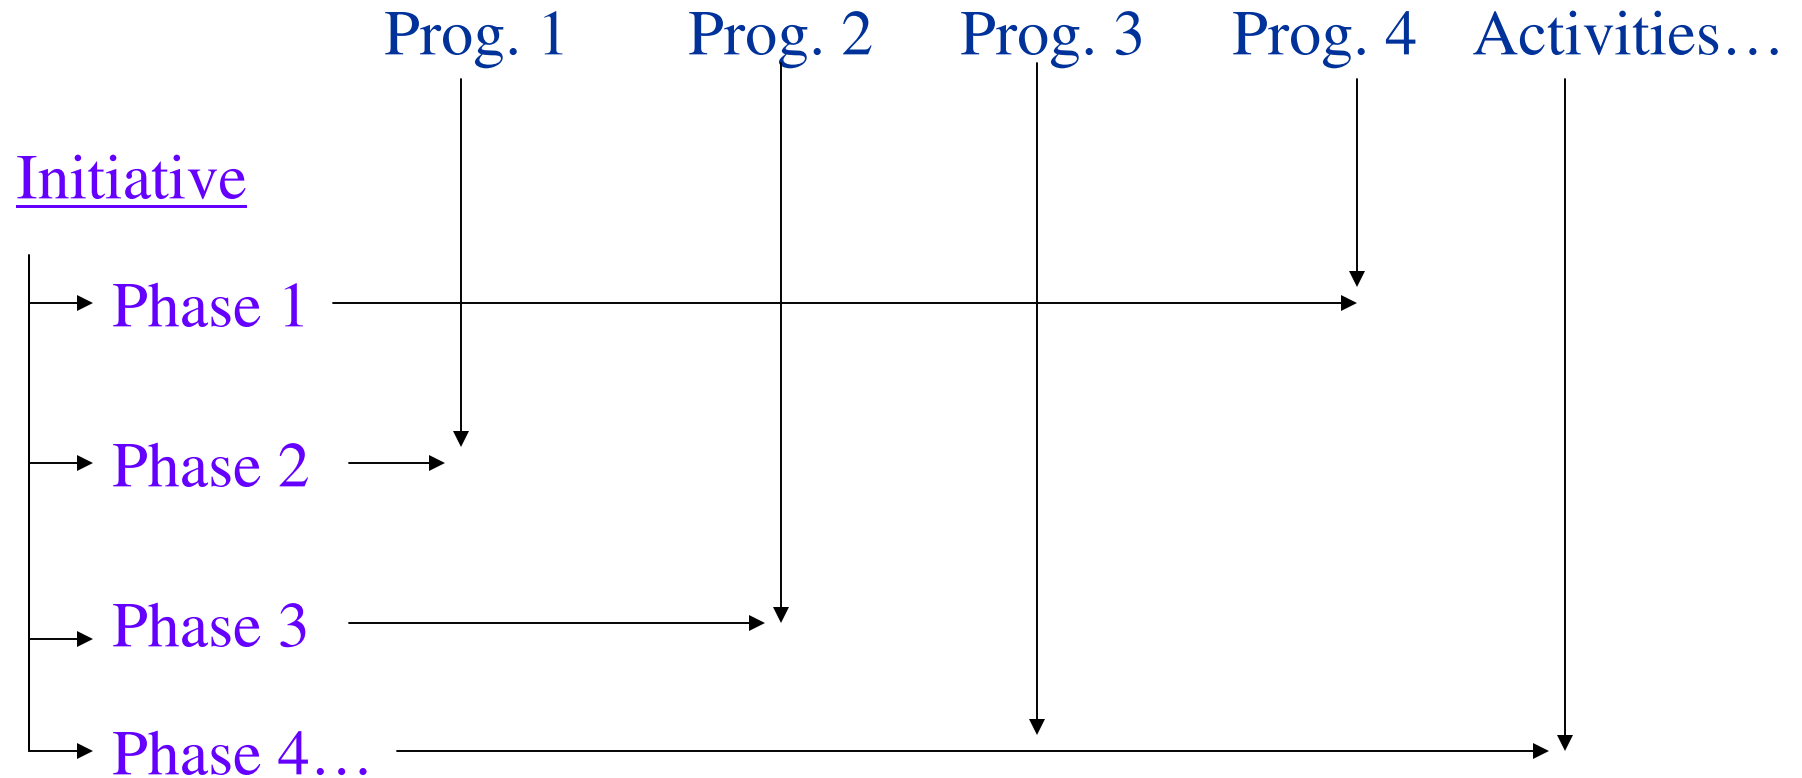 Prog. 1 Prog. 2 Prog. 3 Prog. 4 Activities…
Initiative
Phase 1
Phase 2
Phase 3
Phase 4…